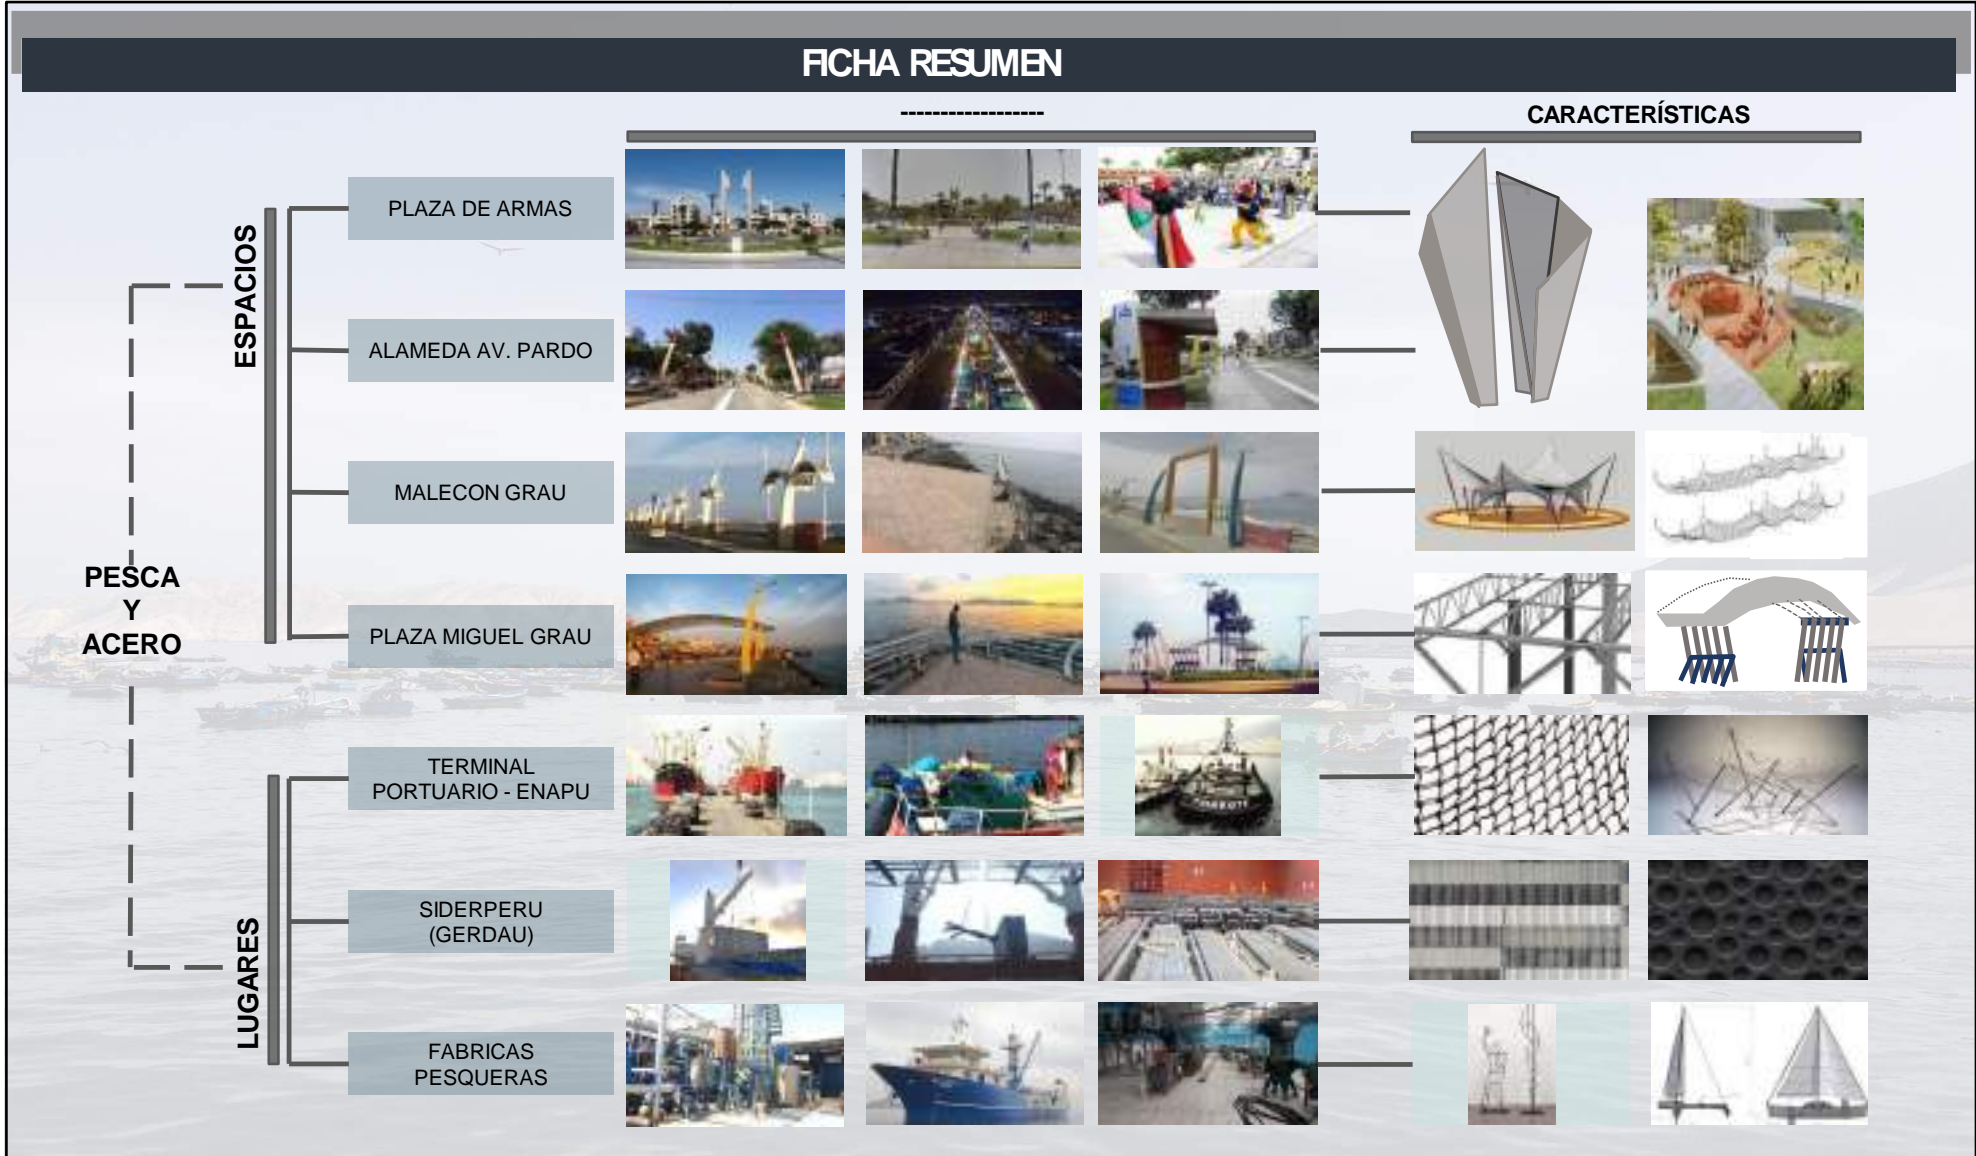 FICHA RESUMEN
------------------
CARACTERÍSTICAS
ESPACIOS
PLAZA DE ARMAS
ALAMEDA AV. PARDO
MALECON GRAU
PLAZA MIGUEL GRAU
PESCA
Y
ACERO
LUGARES
TERMINAL
PORTUARIO - ENAPU
SIDERPERU
(GERDAU)
FABRICAS
PESQUERAS